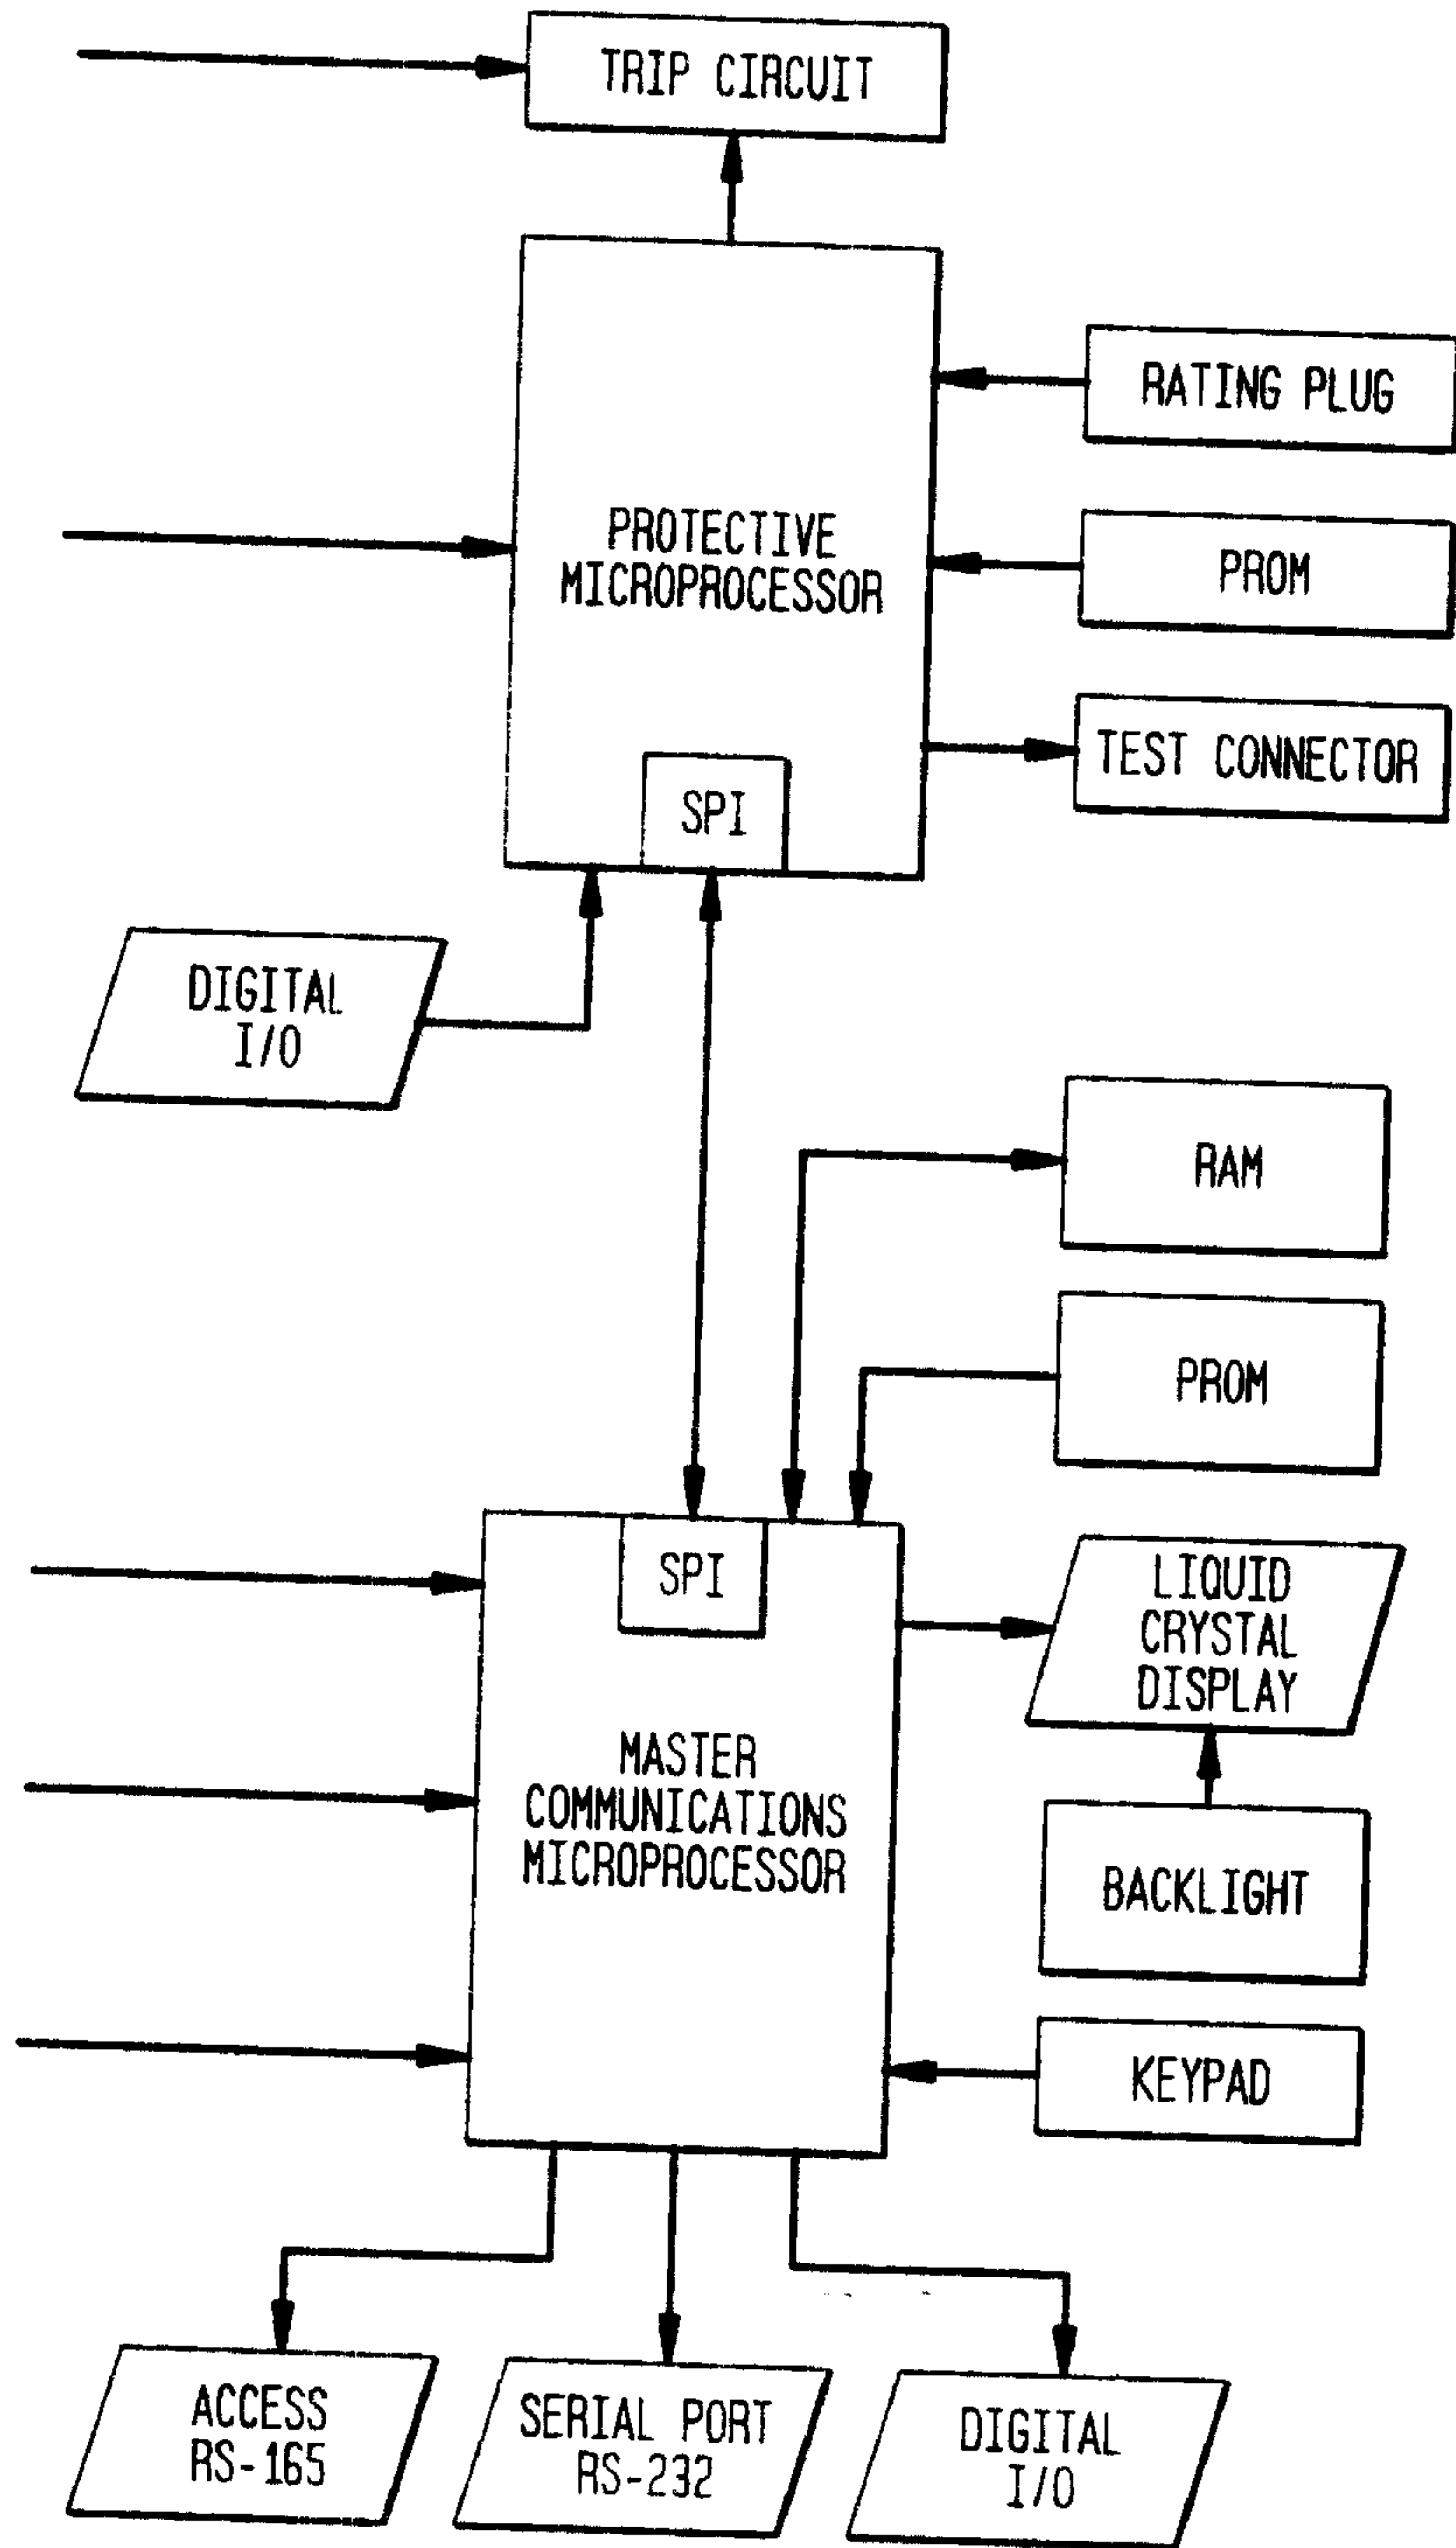 TRIP CIRCUIT
RATING PLUG
PROTECTIVE
MICROPROCESSOR
PROM
TEST CONNECTOR
SPI
DIGITAL
I/O
RAM
PROM
SPI
LIQUID
CRYSTAL
DISPLAY
MASTER
COMMUNICATIONS
MICROPROCESSOR
BACKLIGHT
KEYPAD
ACCESS
RS-165
SERIAL PORT
RS-232
DIGITAL
I/O